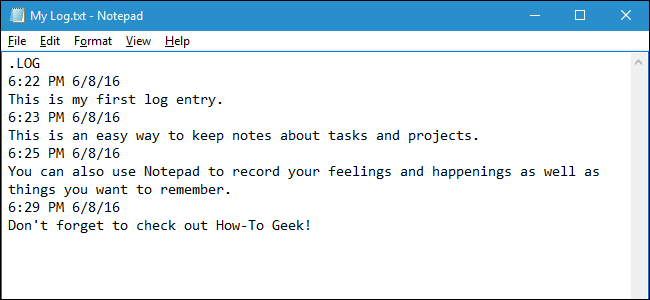 My Log.txt - Notepad
File Edit Format View Help
.LOG
6:22 PM 6/8/16
This is my first log entry.
6:23 PM 6/8/16
This is an easy way to keep notes about tasks and projects.
6:25 PM 6/8/16
You can also use Notepad to record your feelings and happenings as well as
things you want to remember.
6:29 PM 6/8/16
Don't forget to check out How-To Geek!